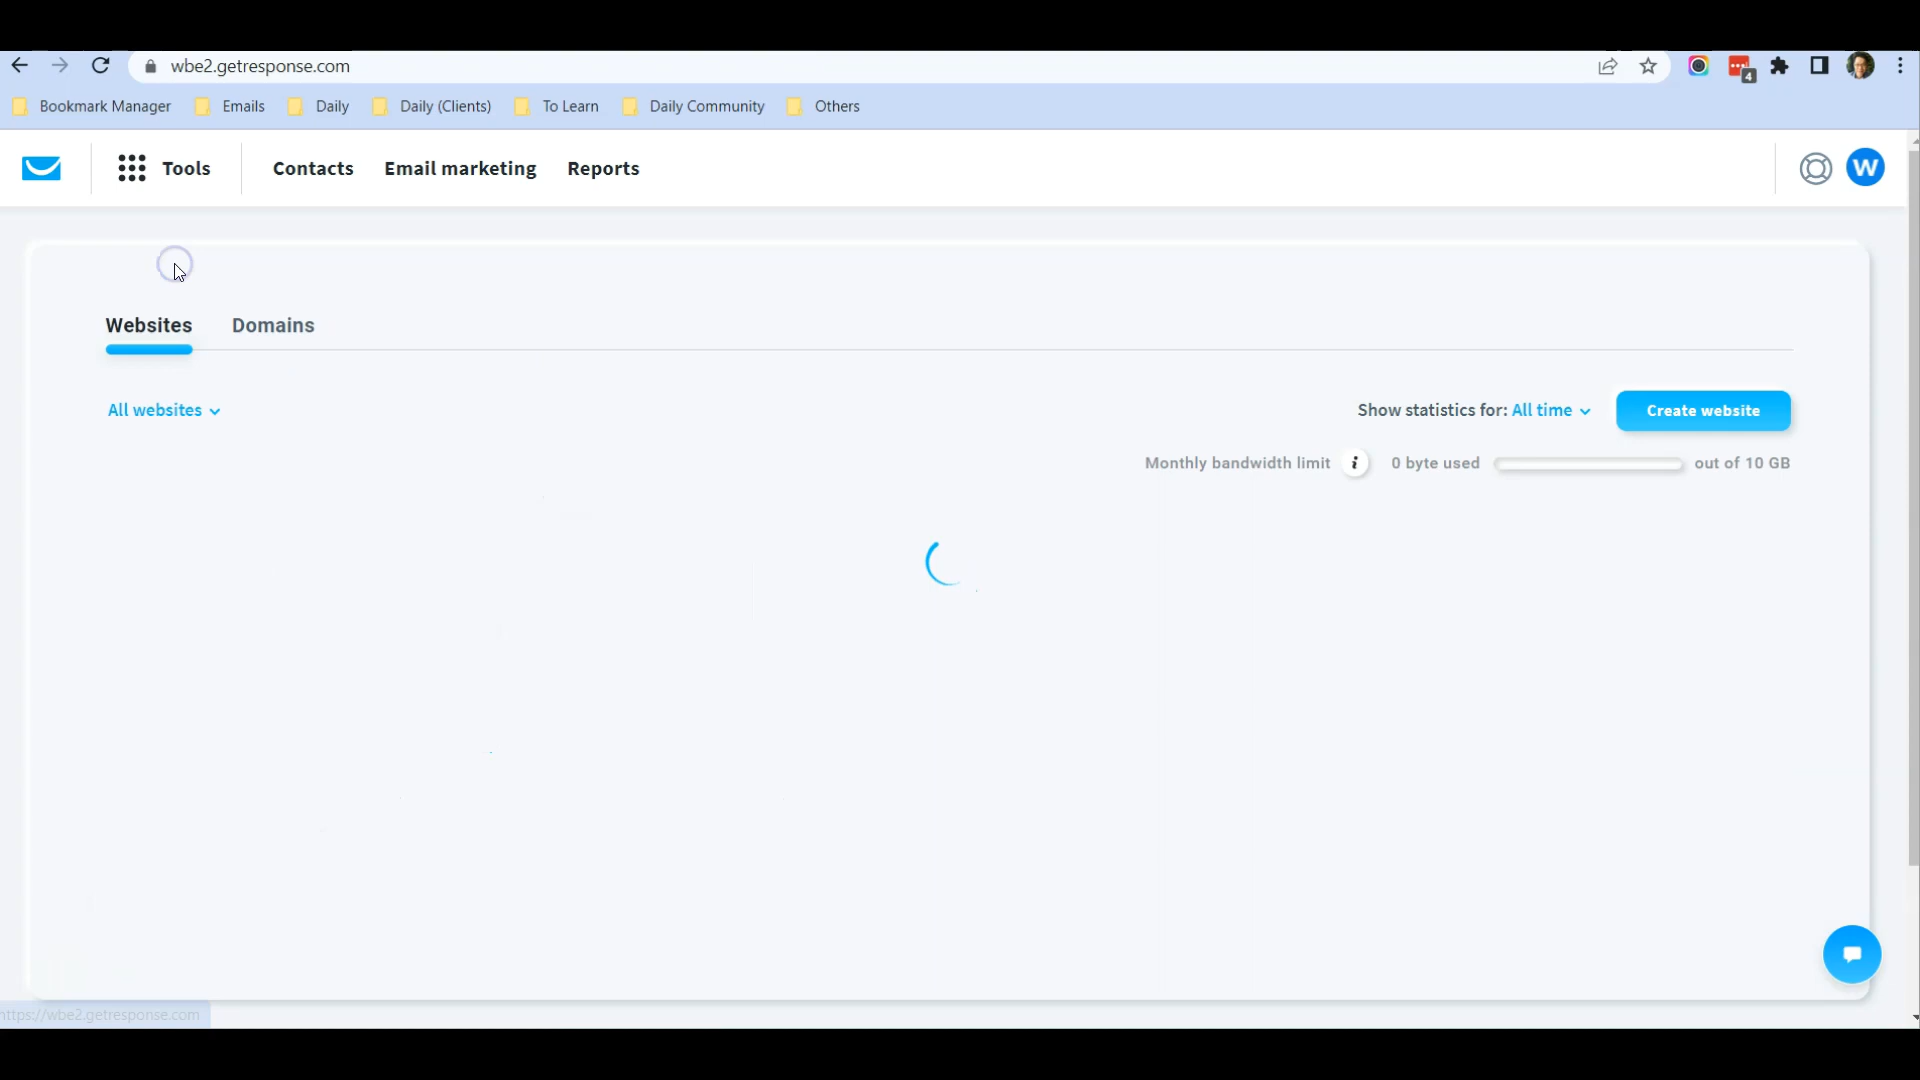 wbe2.getresponse.com
4
Bookmark Manager Emails Daily Daily (Clients) To Learn Daily Community Others
Tools Contacts Email marketing Reports W
Websites Domains
All websites Show statistics for: All time Create website
Monthly bandwidth limit i 0 byte used out of 10 GB
https://wbe2.getresponse.com